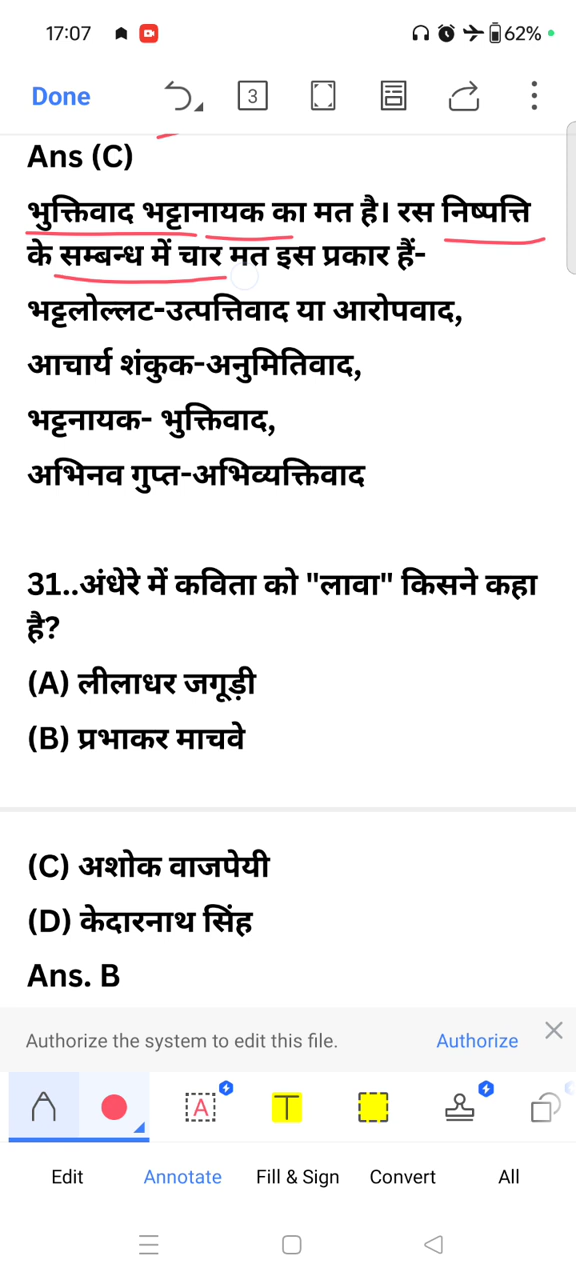 17:07
62%
Done
3
Ans (C)
भुक्तिवाद भट्टानायक का मत है। रस निष्पत्ति
के सम्बन्ध में चार मत इस प्रकार हैं-
भट्टलोल्लट-उत्पत्तिवाद या आरोपवाद,
आचार्य शंकुक-अनुमितिवाद,
भट्टनायक- भुक्तिवाद,
अभिनव गुप्त-अभिव्यक्तिवाद
31..अंधेरे में कविता को "लावा" किसने कहा
है?
(A) लीलाधर जगूड़ी
(B) प्रभाकर माचवे
(C) अशोक वाजपेयी
(D) केदारनाथ सिंह
Ans. B
Authorize the system to edit this file. Authorize
A T
Edit Annotate Fill & Sign Convert All